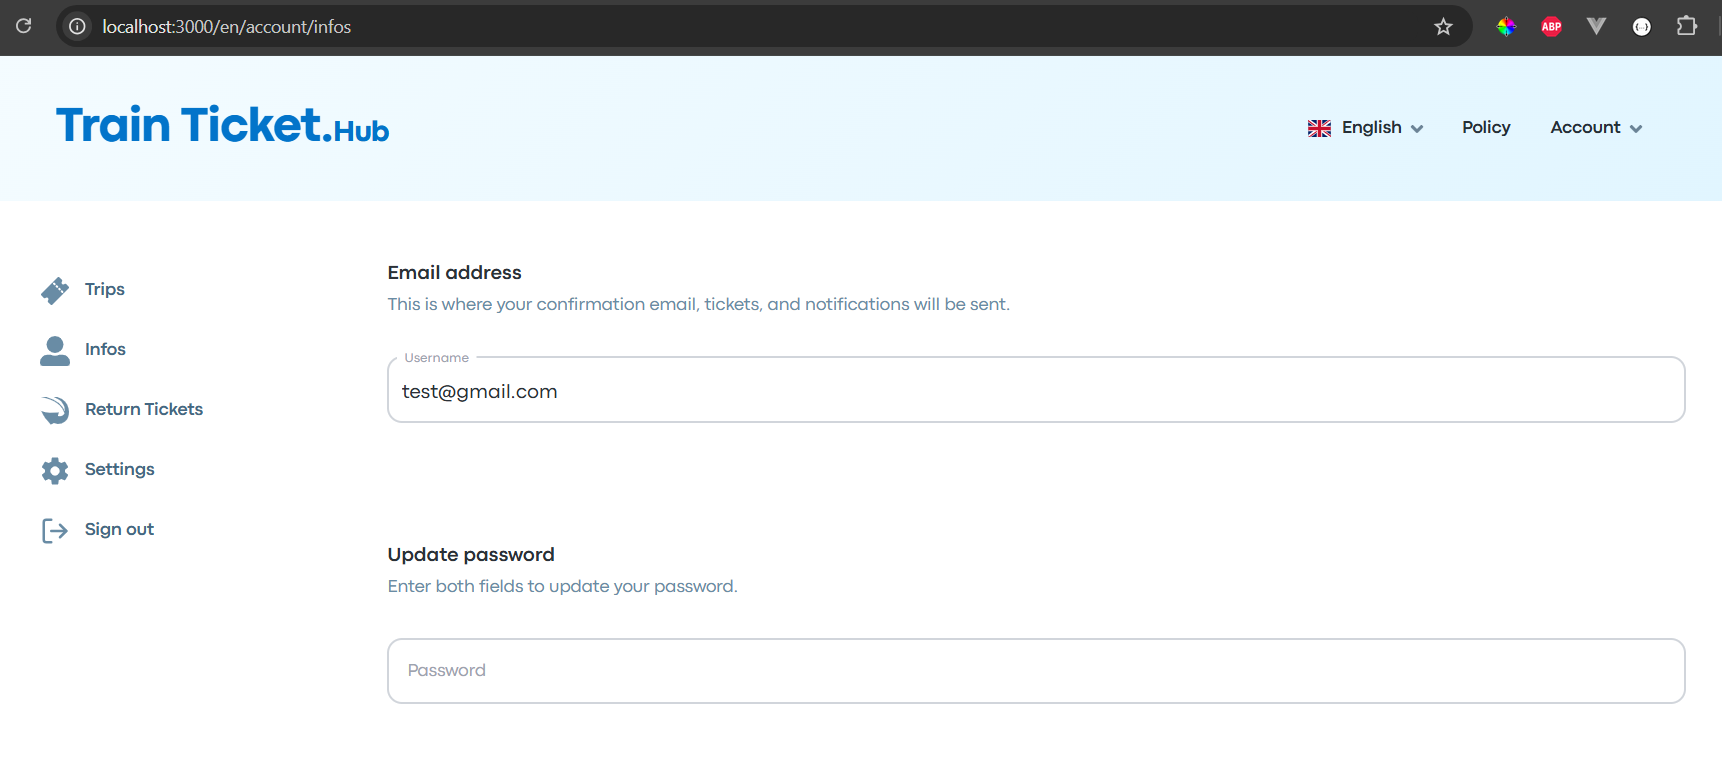 localhost:3000/en/account/infos
ABP
Train Ticket.Hub
English
Policy
Account
Trips
Infos
Return Tickets
Settings
Sign out
Email address
This is where your confirmation email, tickets, and notifications will be sent.
Username
test@gmail.com
Update password
Enter both fields to update your password.
Password